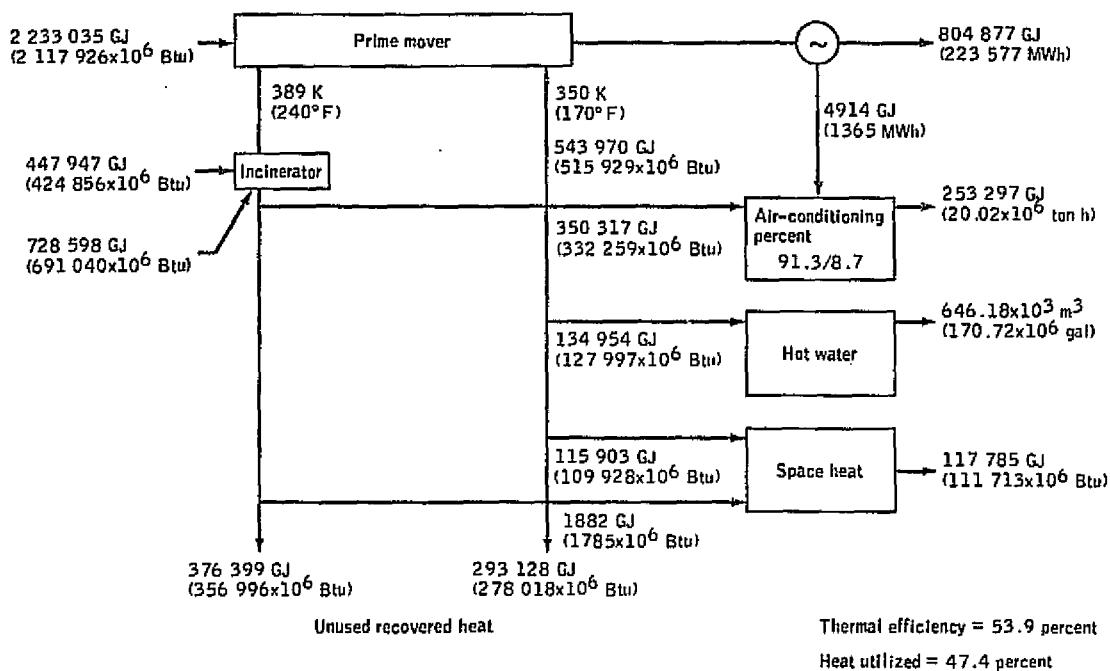 2 233 035 GJ
(2 117 926x10⁶ Btu)
Prime mover
~
804 877 GJ
(223 577 MWh)
389 K
(240°F)
350 K
(170°F)
4914 GJ
(1365 MWh)
543 970 GJ
(515 929x10⁶ Btu)
447 947 GJ
(424 856x10⁶ Btu)
Incinerator
728 598 GJ
(691 040x10⁶ Btu)
350 317 GJ
(332 259x10⁶ Btu)
Air-conditioning
percent
91.3/8.7
253 297 GJ
(20.02x10⁶ ton h)
134 954 GJ
(127 997x10⁶ Btu)
Hot water
646.18x10³ m³
(170.72x10⁶ gal)
115 903 GJ
(109 928x10⁶ Btu)
Space heat
117 785 GJ
(111 713x10⁶ Btu)
1882 GJ
(1785x10⁶ Btu)
376 399 GJ
(356 996x10⁶ Btu)
293 128 GJ
(278 018x10⁶ Btu)
Unused recovered heat
Thermal efficiency = 53.9 percent
Heat utilized = 47.4 percent